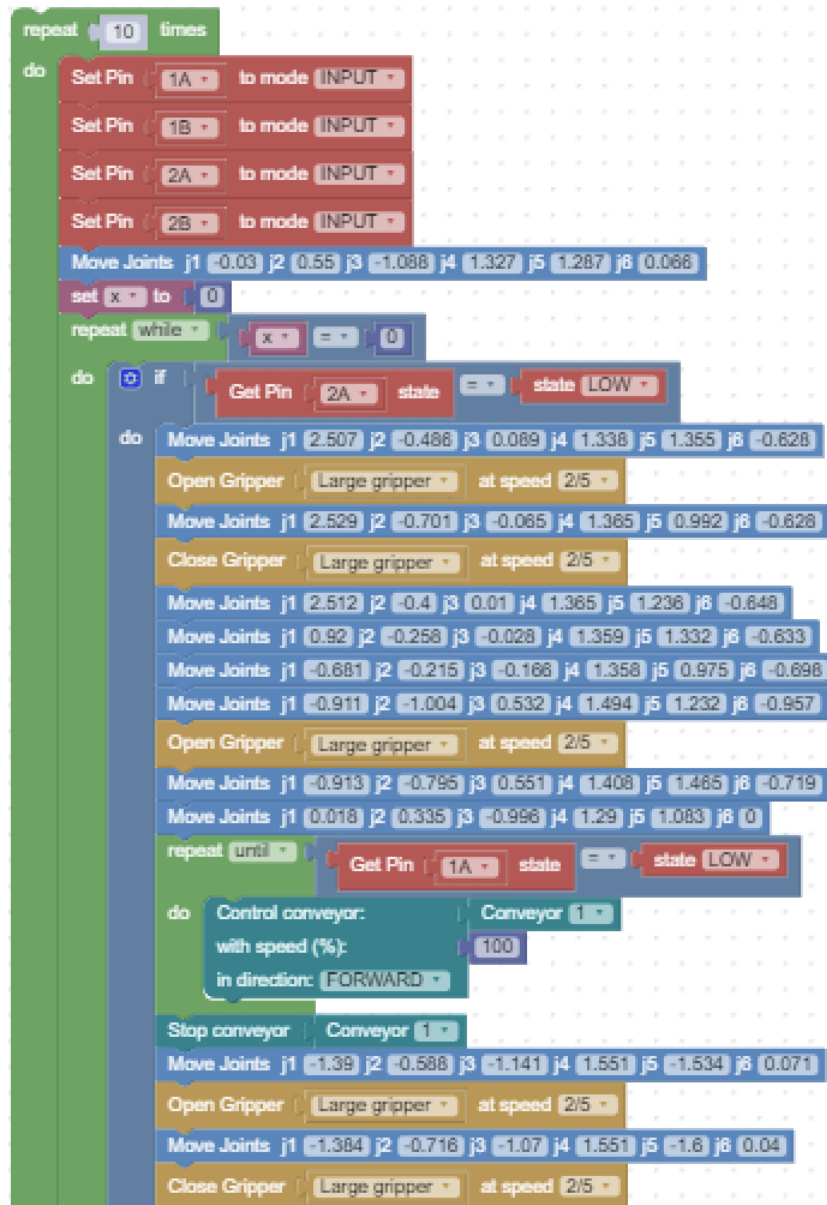 repeat 10 times
do Set Pin 1A to mode INPUT
Set Pin 1B to mode INPUT
Set Pin 2A to mode INPUT
Set Pin 2B to mode INPUT
Move Joints j1 -0.03 j2 0.55 j3 -1.088 j4 1.327 j5 1.287 j6 0.066
set x to 0
repeat while x = 0
do if Get Pin 2A state = state LOW
do Move Joints j1 2.507 j2 -0.486 j3 0.089 j4 1.338 j5 1.355 j6 -0.628
Open Gripper Large gripper at speed 2/5
Move Joints j1 2.529 j2 -0.701 j3 -0.065 j4 1.365 j5 0.992 j6 -0.628
Close Gripper Large gripper at speed 2/5
Move Joints j1 2.512 j2 -0.4 j3 0.01 j4 1.365 j5 1.236 j6 -0.648
Move Joints j1 0.92 j2 -0.258 j3 -0.028 j4 1.359 j5 1.332 j6 -0.633
Move Joints j1 -0.681 j2 -0.215 j3 -0.166 j4 1.358 j5 0.975 j6 -0.698
Move Joints j1 -0.911 j2 -1.004 j3 0.532 j4 1.494 j5 1.232 j6 -0.957
Open Gripper Large gripper at speed 2/5
Move Joints j1 -0.913 j2 -0.795 j3 0.551 j4 1.408 j5 1.465 j6 -0.719
Move Joints j1 0.018 j2 0.335 j3 -0.996 j4 1.29 j5 1.083 j6 0
repeat until Get Pin 1A state = state LOW
do Control conveyor: Conveyor 1
with speed (%): 100
in direction: FORWARD
Stop conveyor Conveyor 1
Move Joints j1 -1.39 j2 -0.588 j3 -1.141 j4 1.551 j5 -1.534 j6 0.071
Open Gripper Large gripper at speed 2/5
Move Joints j1 -1.384 j2 -0.716 j3 -1.07 j4 1.551 j5 -1.6 j6 0.04
Close Gripper Large gripper at speed 2/5